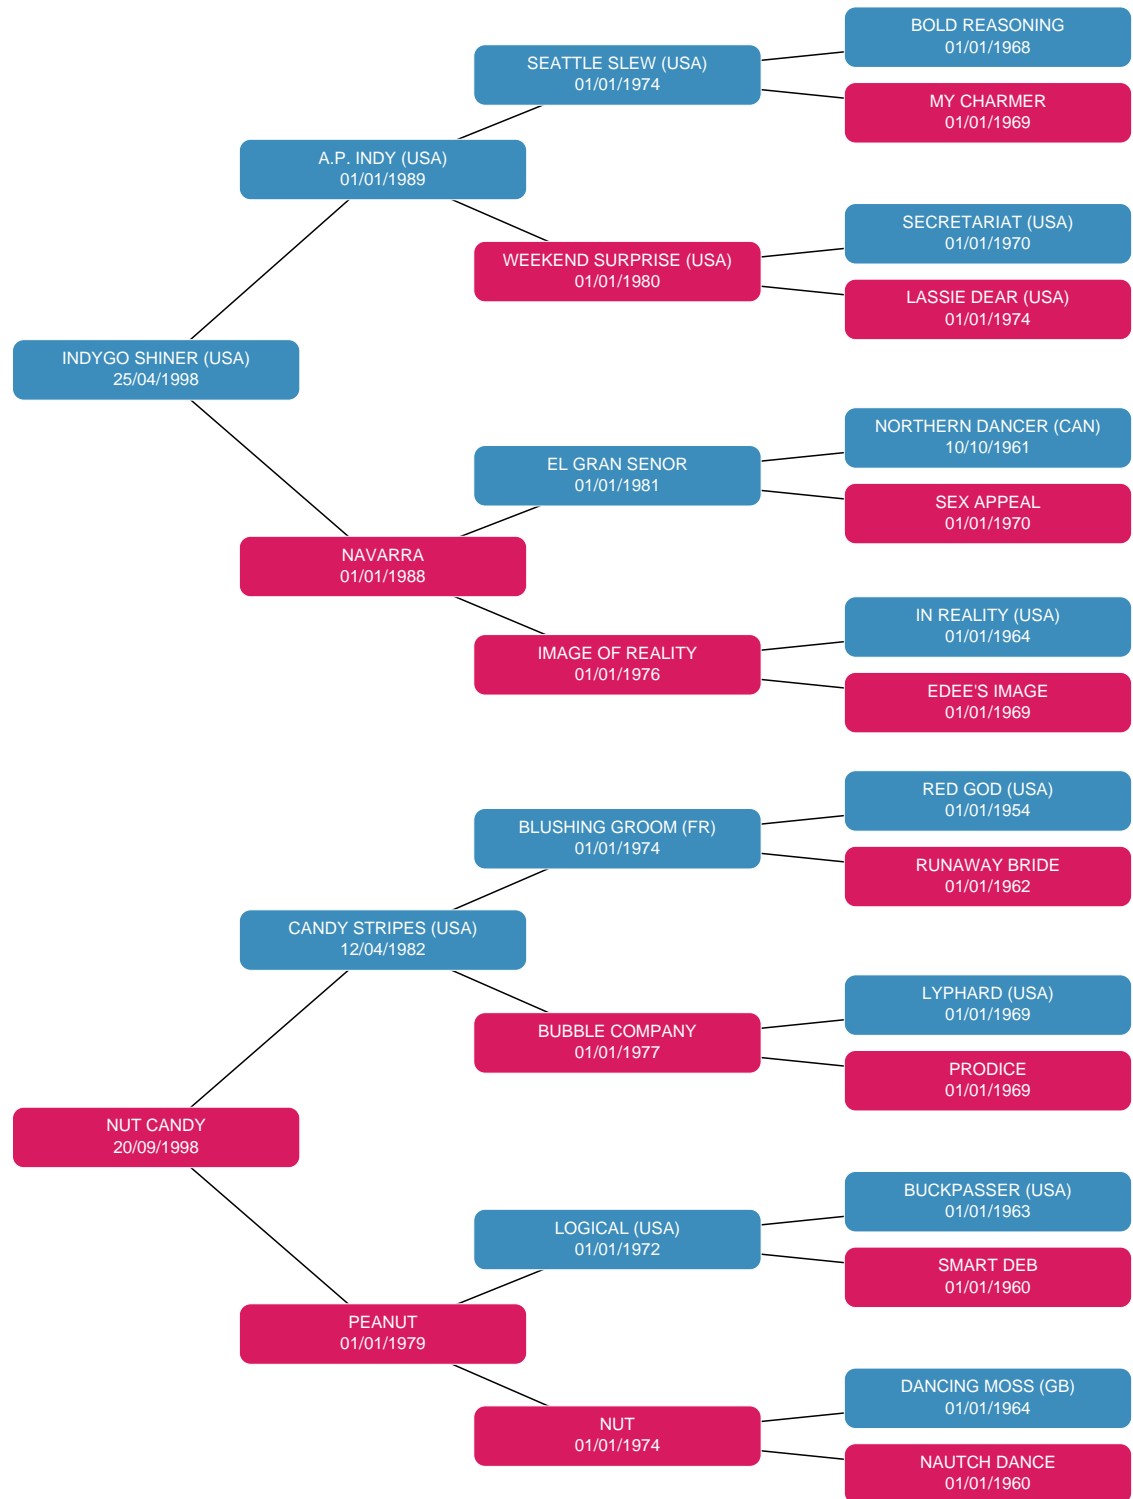 BOLD REASONING
01/01/1968
SEATTLE SLEW (USA)
01/01/1974
MY CHARMER
01/01/1969
A.P. INDY (USA)
01/01/1989
SECRETARIAT (USA)
01/01/1970
WEEKEND SURPRISE (USA)
01/01/1980
LASSIE DEAR (USA)
01/01/1974
INDYGO SHINER (USA)
25/04/1998
NORTHERN DANCER (CAN)
10/10/1961
EL GRAN SENOR
01/01/1981
SEX APPEAL
01/01/1970
NAVARRA
01/01/1988
IN REALITY (USA)
01/01/1964
IMAGE OF REALITY
01/01/1976
EDEE'S IMAGE
01/01/1969
RED GOD (USA)
01/01/1954
BLUSHING GROOM (FR)
01/01/1974
RUNAWAY BRIDE
01/01/1962
CANDY STRIPES (USA)
12/04/1982
LYPHARD (USA)
01/01/1969
BUBBLE COMPANY
01/01/1977
PRODICE
01/01/1969
NUT CANDY
20/09/1998
BUCKPASSER (USA)
01/01/1963
LOGICAL (USA)
01/01/1972
SMART DEB
01/01/1960
PEANUT
01/01/1979
DANCING MOSS (GB)
01/01/1964
NUT
01/01/1974
NAUTCH DANCE
01/01/1960